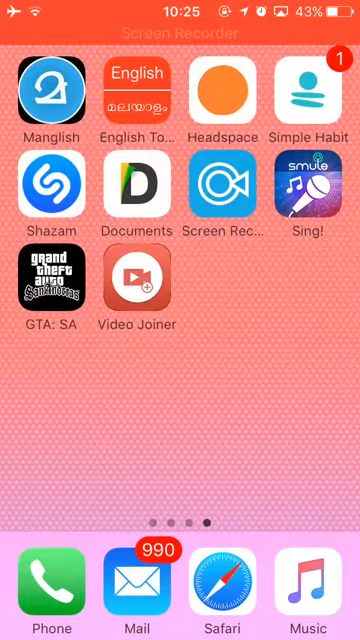 10:25
43%
Screen Recorder
1
English
മലയാളം
Manglish
English To...
Headspace
Simple Habit
smule
D
Shazam
Documents
Screen Rec...
Sing!
grand
theft
auto
San Andreas
GTA: SA
Video Joiner
990
Phone
Mail
Safari
Music